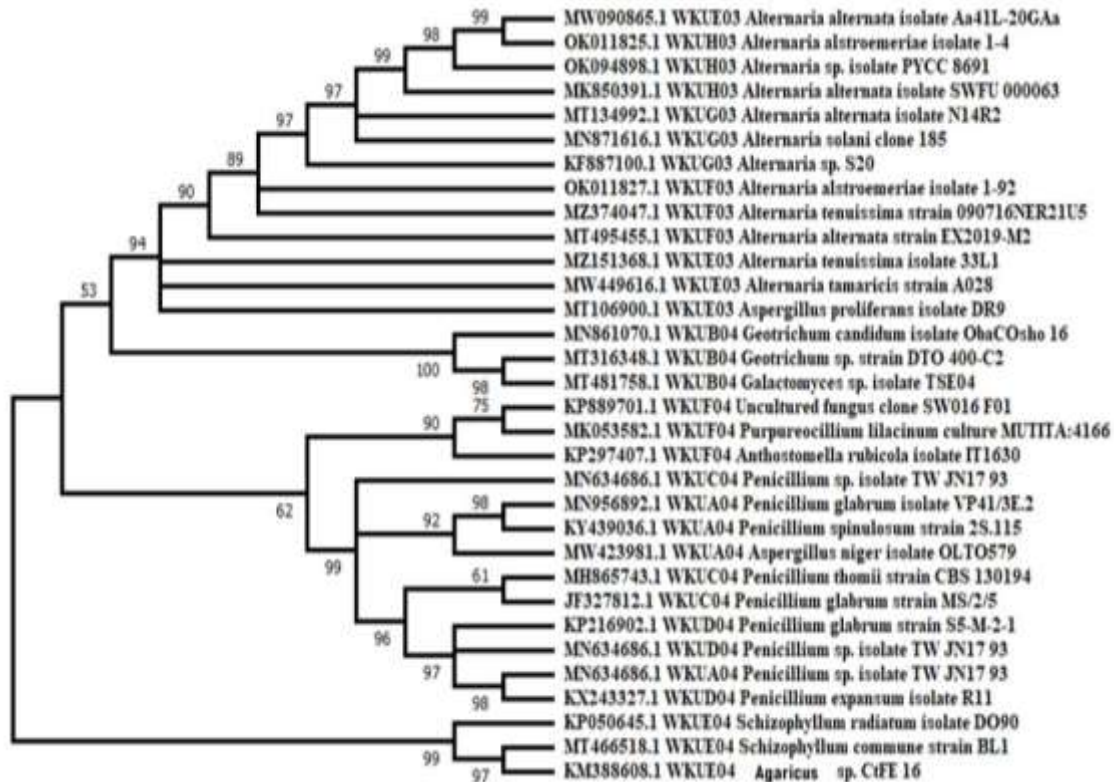 99
MW090865.1 WKUE03 Alternaria alternata isolate Aa41L-20GAa
98
OK011825.1 WKUH03 Alternaria alstroemeriae isolate 1-4
99
OK094898.1 WKUH03 Alternaria sp. isolate PYCC 8691
97
MK850391.1 WKUH03 Alternaria alternata isolate SWFU 000063
MT134992.1 WKUG03 Alternaria alternata isolate N14R2
97
MN871616.1 WKUG03 Alternaria solani clone 185
89
KF887100.1 WKUG03 Alternaria sp. S20
90
OK011827.1 WKUF03 Alternaria alstroemeriae isolate 1-92
MZ374047.1 WKUF03 Alternaria tenuissima strain 090716NER21U5
94
MT495455.1 WKUF03 Alternaria alternata strain EX2019-M2
MZ151368.1 WKUE03 Alternaria tenuissima isolate 33L1
53
MW449616.1 WKUE03 Alternaria tamaricis strain A028
MT106900.1 WKUE03 Aspergillus proliferans isolate DR9
MN861070.1 WKUB04 Geotrichum candidum isolate ObaCOsho 16
MT316348.1 WKUB04 Geotrichum sp. strain DTO 400-C2
100
MT481758.1 WKUB04 Galactomyces sp. isolate TSE04
98
75
KP889701.1 WKUF04 Uncultured fungus clone SW016 F01
90
MK053582.1 WKUF04 Purpureocillium lilacinum culture MUTITA:4166
KP297407.1 WKUF04 Anthostomella rubicola isolate IT1630
MN634686.1 WKUC04 Penicillium sp. isolate TW JN17 93
62
98
MN956892.1 WKUA04 Penicillium glabrum isolate VP41/3E.2
92
KY439036.1 WKUA04 Penicillium spinulosum strain 2S.115
MW423981.1 WKUA04 Aspergillus niger isolate OLTO579
99
61
MH865743.1 WKUC04 Penicillium thomii strain CBS 130194
JF327812.1 WKUC04 Penicillium glabrum strain MS/2/5
KP216902.1 WKUD04 Penicillium glabrum strain S5-M-2-1
96
MN634686.1 WKUD04 Penicillium sp. isolate TW JN17 93
97
MN634686.1 WKUA04 Penicillium sp. isolate TW JN17 93
98
KX243327.1 WKUD04 Penicillium expansum isolate R11
KP050645.1 WKUE04 Schizophyllum radiatum isolate DO90
99
MT466518.1 WKUE04 Schizophyllum commune strain BL1
97
KM388608.1 WKUE04 Agaricus sp. CtFE 16